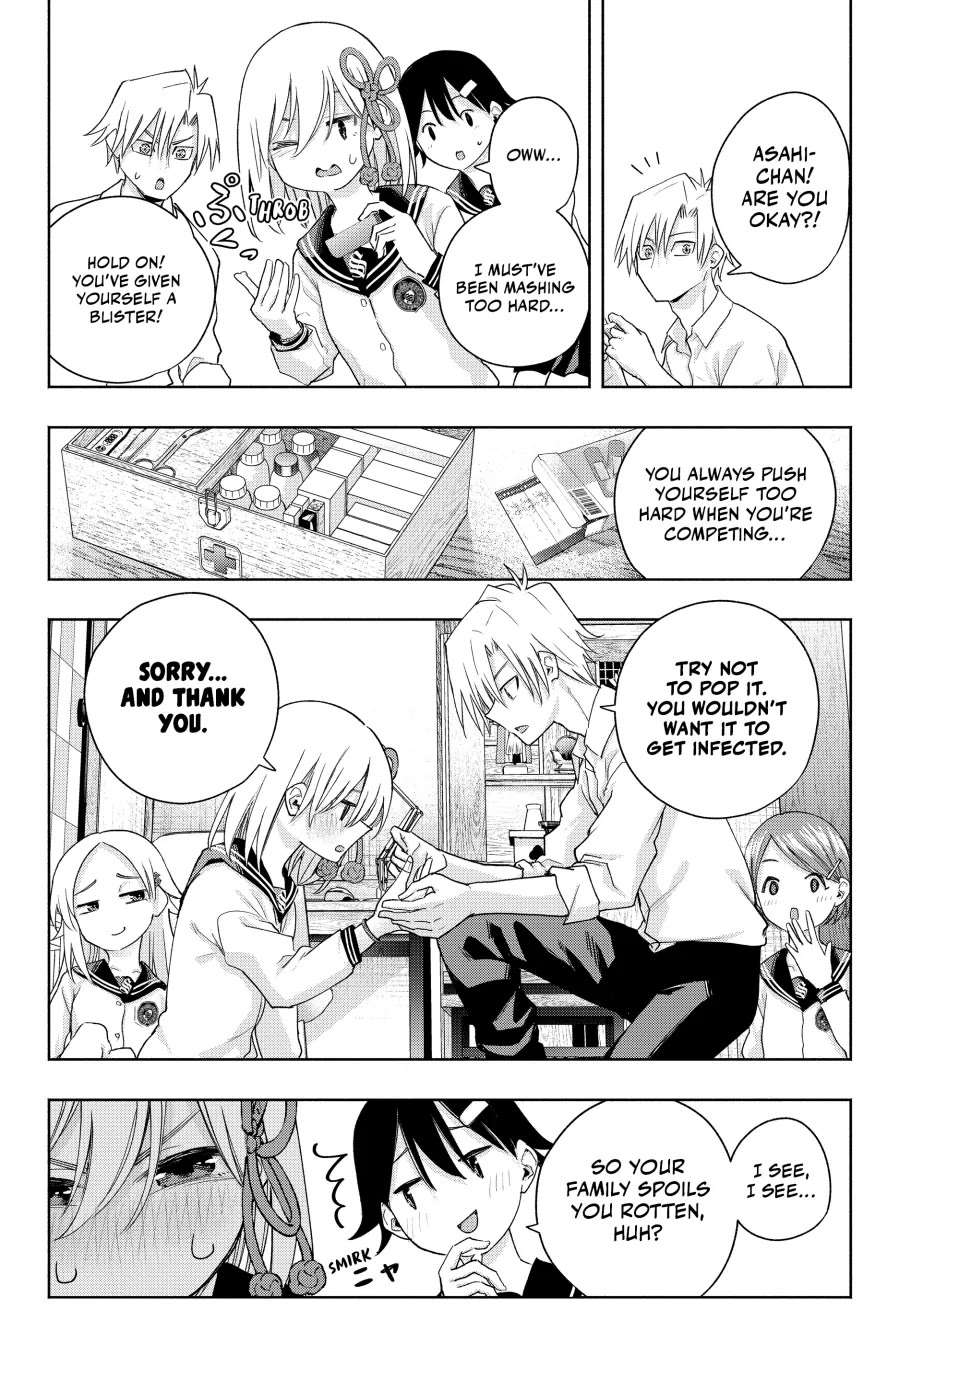 ASAHI-
CHAN!
ARE YOU
OKAY?!
OWW...
I MUST'VE
BEEN MASHING
TOO HARD...
THROB
ぷくっ
HOLD ON!
YOU'VE GIVEN
YOURSELF A
BLISTER!
YOU ALWAYS PUSH
YOURSELF TOO
HARD WHEN YOU'RE
COMPETING...
TRY NOT
TO POP IT.
YOU WOULDN'T
WANT IT TO
GET INFECTED.
SORRY...
AND THANK
YOU.
I SEE,
I SEE...
SO YOUR
FAMILY SPOILS
YOU ROTTEN,
HUH?
SMIRK
ニヤ